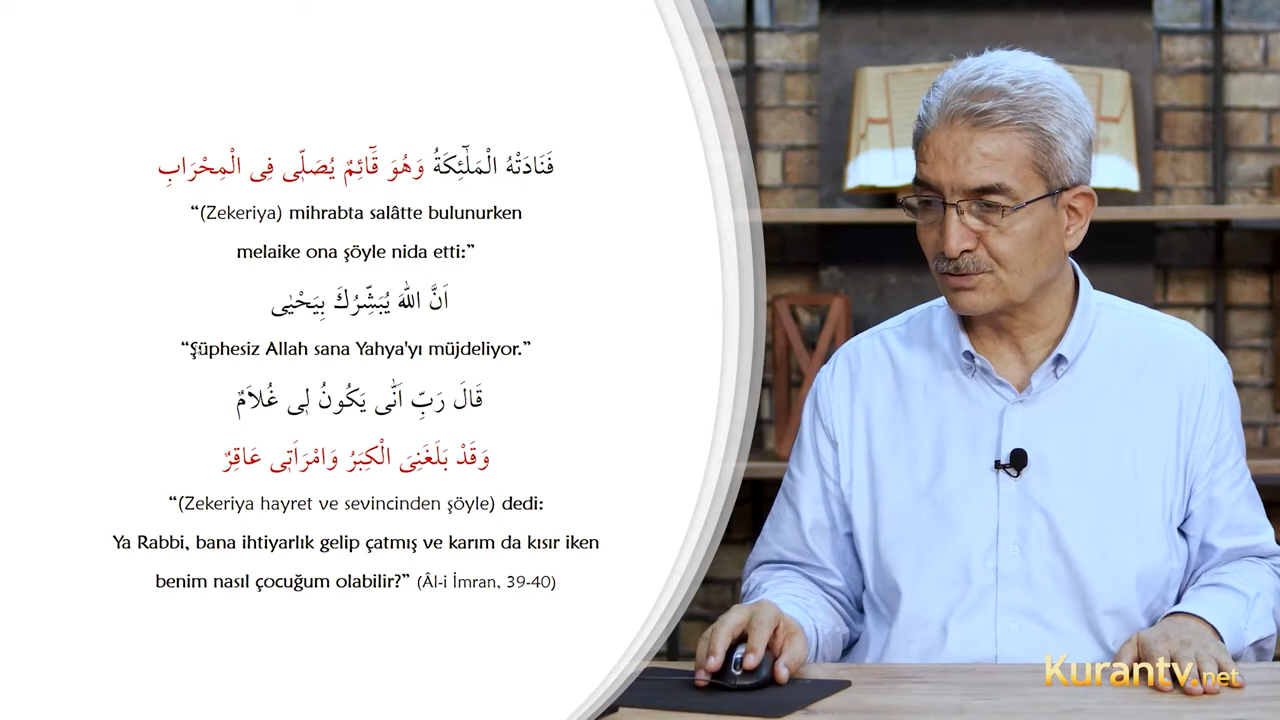 فَنَادَتْهُ الْمَلٰٓئِكَةُ وَهُوَ قَٓائِمٌ يُصَلّ۪ى فِى الْمِحْرَابِ
“(Zekeriya) mihrabta salâtte bulunurken
melaike ona şöyle nida etti:”
اَنَّ اللّٰهَ يُبَشِّرُكَ بِيَحْيٰى
“Şüphesiz Allah sana Yahya'yı müjdeliyor.”
قَالَ رَبِّ اَنّٰى يَكُونُ ل۪ى غُلاَمٌ
وَقَدْ بَلَغَنِىَ الْكِبَرُ وَامْرَاَت۪ى عَاقِرٌ
“(Zekeriya hayret ve sevincinden şöyle) dedi:
Ya Rabbi, bana ihtiyarlık gelip çatmış ve karım da kısır iken
benim nasıl çocuğum olabilir?” (Âl-i İmran, 39-40)
Kurantv.net